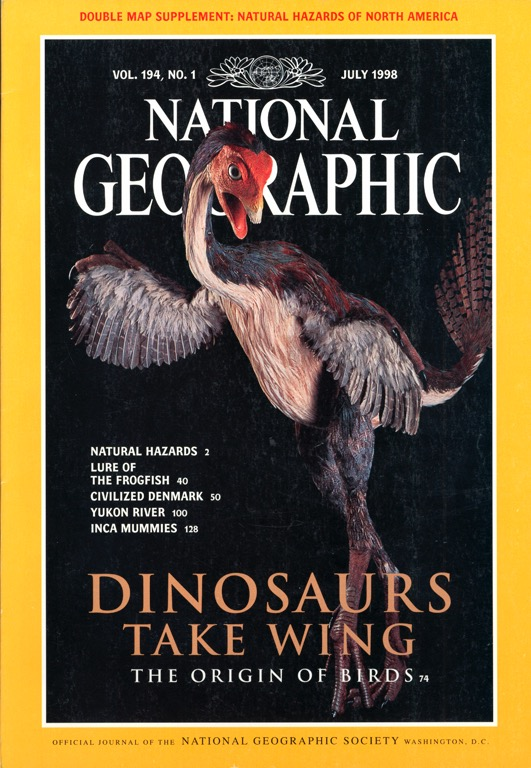 DOUBLE MAP SUPPLEMENT: NATURAL HAZARDS OF NORTH AMERICA
VOL. 194, NO. 1 JULY 1998
NATIONAL
GEOGRAPHIC
NATURAL HAZARDS 2
LURE OF
THE FROGFISH 40
CIVILIZED DENMARK 50
YUKON RIVER 100
INCA MUMMIES 128
DINOSAURS
TAKE WING
THE ORIGIN OF BIRDS 74
OFFICIAL JOURNAL OF THE NATIONAL GEOGRAPHIC SOCIETY WASHINGTON, D.C.